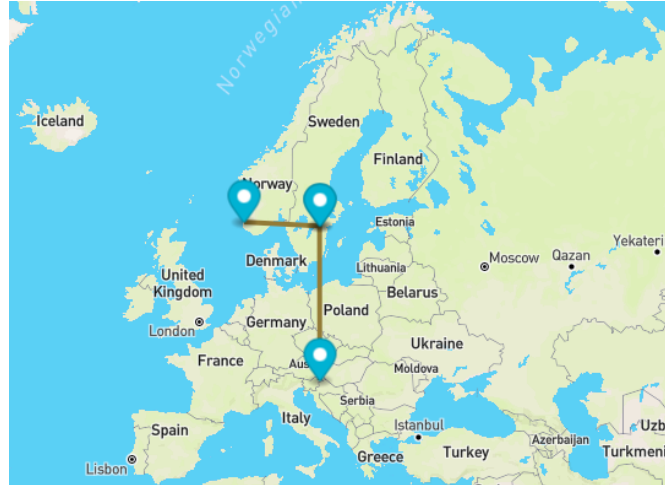 Norwegian
Iceland
Sweden
Finland
Norway
Estonia
Moscow
Qazan
Yekateri
Denmark
Lithuania
United
Kingdom
Belarus
Poland
London
Germany
Ukraine
France
Aus
Moldova
Serbia
Italy
Istanbul
Uzb
Spain
Azerbaijan
Greece
Turkey
Turkmeni
Lisbon